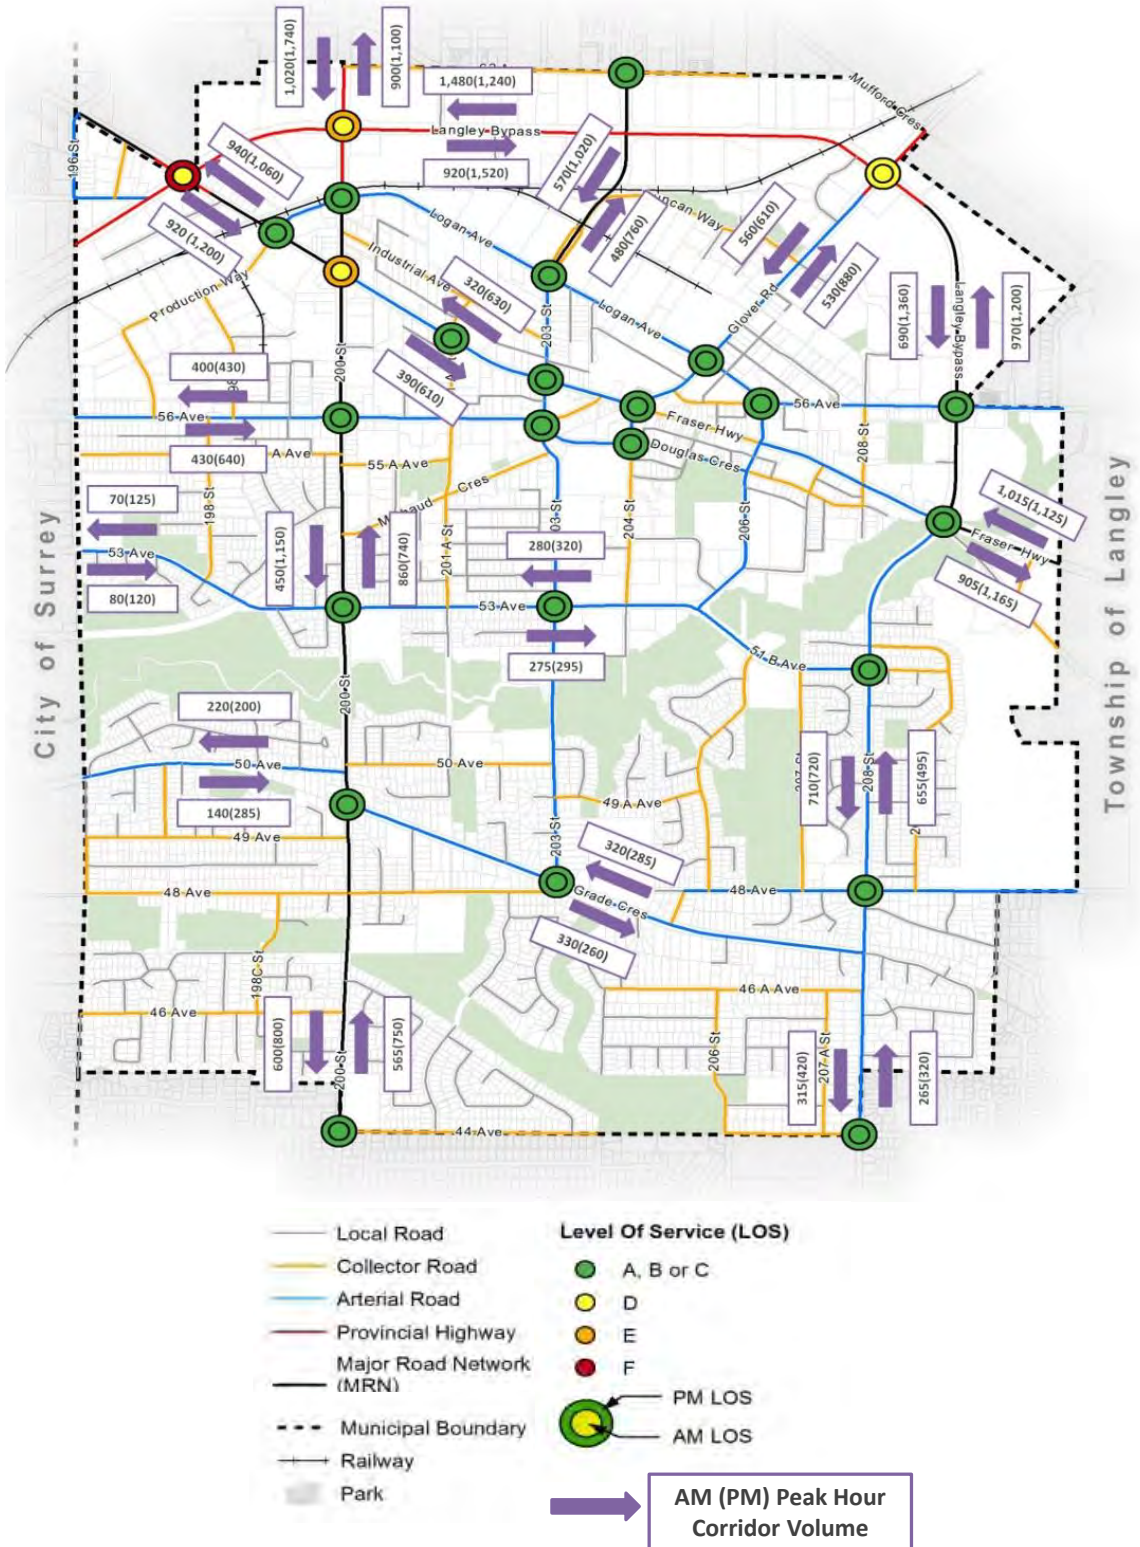 1,020(1,740)
900(1,100)
1,480(1,240)
Mufford Cres
Langley Bypass
196 St
940(1,060)
920(1,520)
570(1,020)
480(760)
560(610)
530(880)
920 (1,200)
Logan Ave
Industrial Ave
320(630)
Production Way
Logan Ave
203 St
Glover Rd
690(1,360)
Langley Bypass
970(1,200)
400(430)
200 St
390(610)
56 Ave
56 Ave
Fraser Hwy
430(640)
A Ave
55 A Ave
Cres
Douglas Cres
208 St
70(125)
198 St
1,015(1,125)
Fraser Hwy
905(1,165)
53 Ave
80(120)
450(1,150)
860(740)
201 A St
280(320)
03 St
204 St
206 St
53 Ave
275(295)
51 B Ave
City of Surrey
Township of Langley
220(200)
200 St
50 Ave
50 Ave
140(285)
49 A Ave
710(720)
208 St
655(495)
49 Ave
203 St
320(285)
48 Ave
48 Ave
Grade Cres
330(260)
198C St
46 Ave
46 A Ave
600(800)
200 St
565(750)
206 St
315(420)
207 A St
265(320)
44 Ave
Local Road
Collector Road
Arterial Road
Provincial Highway
Major Road Network
(MRN)
Municipal Boundary
Railway
Park
Level Of Service (LOS)
A, B or C
D
E
F
PM LOS
AM LOS
AM (PM) Peak Hour
Corridor Volume